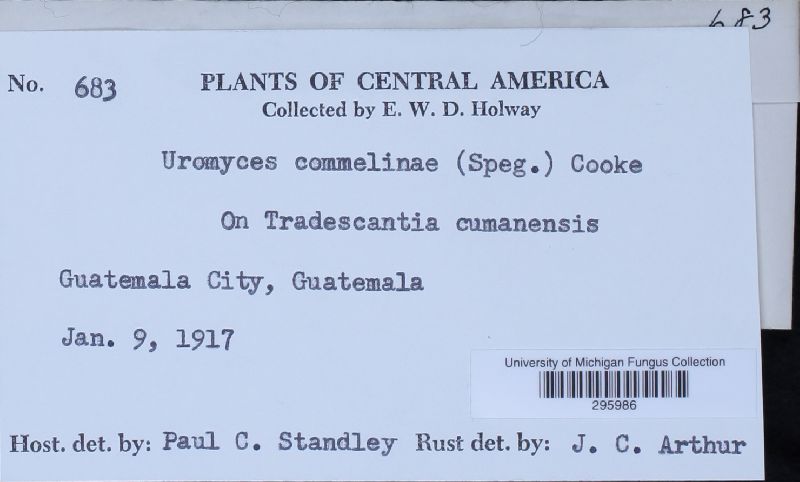 683
No. 683 PLANTS OF CENTRAL AMERICA
Collected by E. W. D. Holway
Uromyces commelinae (Speg.) Cooke
On Tradescantia cumanensis
Guatemala City, Guatemala
Jan. 9, 1917
University of Michigan Fungus Collection
295986
Host. det. by: Paul C. Standley Rust det. by: J. C. Arthur